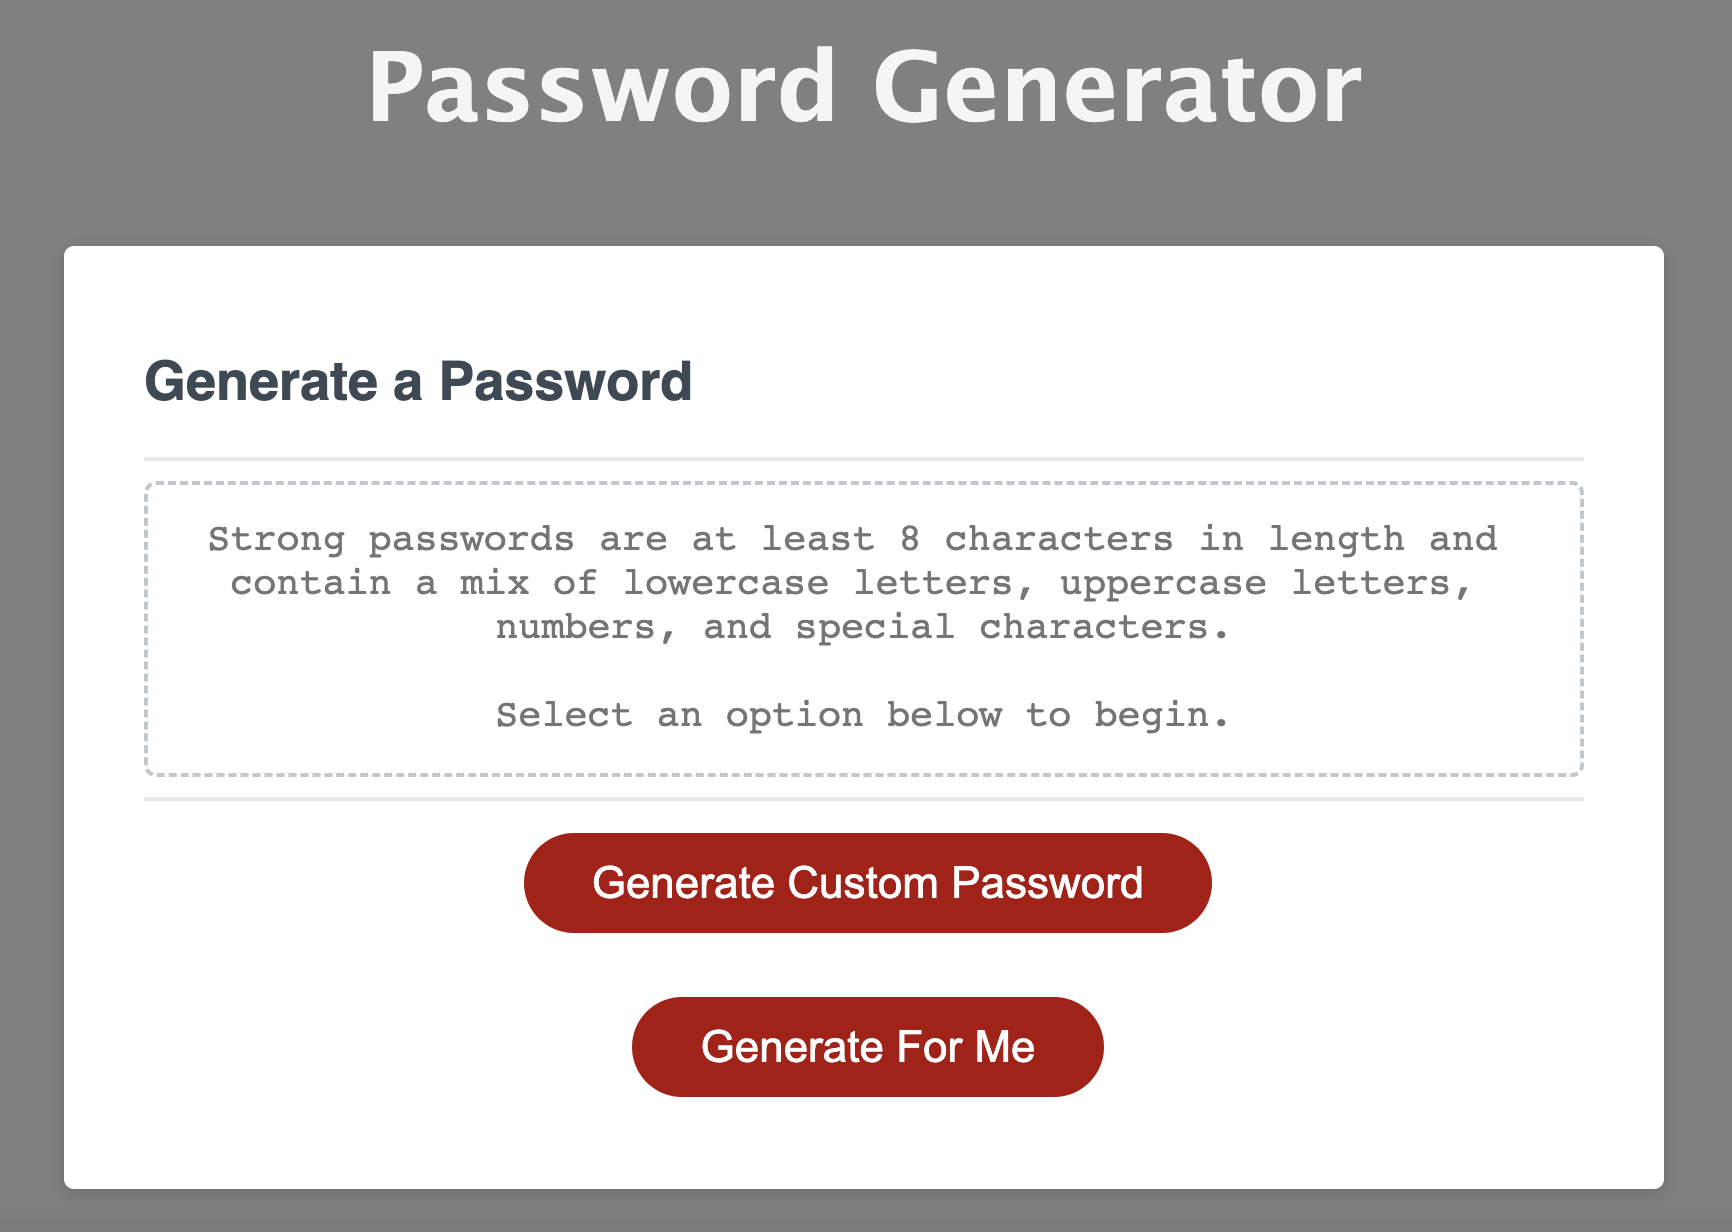 Password Generator
Generate a Password
Strong passwords are at least 8 characters in length and
contain a mix of lowercase letters, uppercase letters,
numbers, and special characters.
Select an option below to begin.
Generate Custom Password
Generate For Me